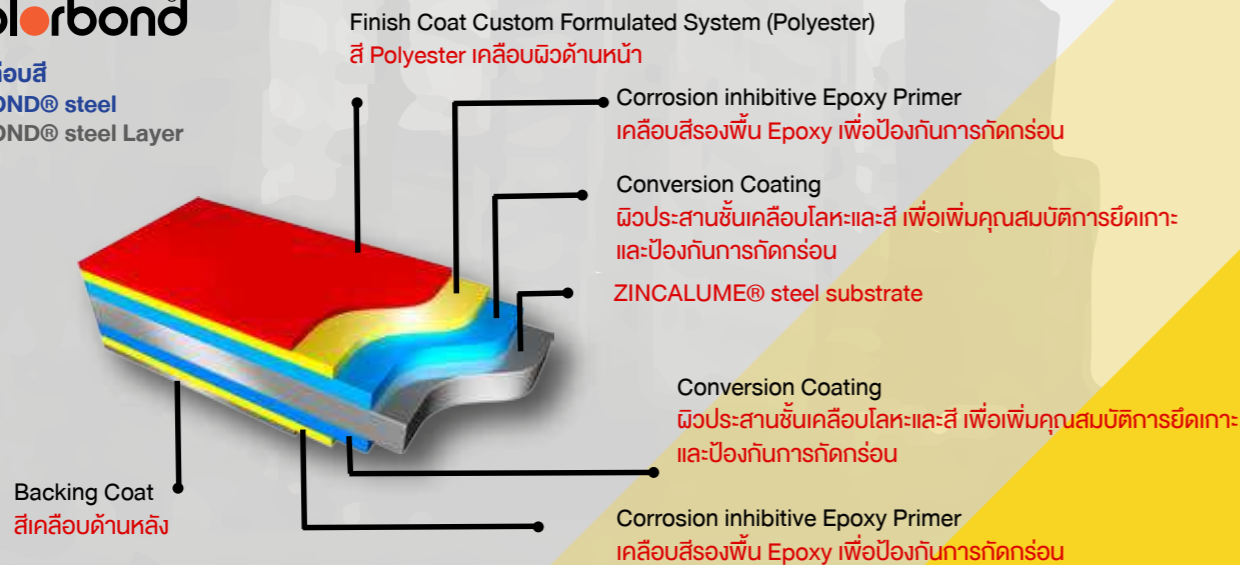 Finish Coat Custom Formulated System (Polyester)
สี Polyester เคลือบผิวด้านหน้า
steel
steel Layer
Corrosion inhibitive Epoxy Primer
เคลือบสีรองพื้น Epoxy เพื่อป้องกันการกัดกร่อน
Conversion Coating
ผิวประสานชั้นเคลือบโลหะและสี เพื่อเพิ่มคุณสมบัติการยึดเกาะ
และป้องกันการกัดกร่อน
ZINCALUME® steel substrate
Conversion Coating
ผิวประสานชั้นเคลือบโลหะและสี เพื่อเพิ่มคุณสมบัติการยึดเกาะ
และป้องกันการกัดกร่อน
Backing Coat
สีเคลือบด้านหลัง
Corrosion inhibitive Epoxy Primer
เคลือบสีรองพื้น Epoxy เพื่อป้องกันการกัดกร่อน